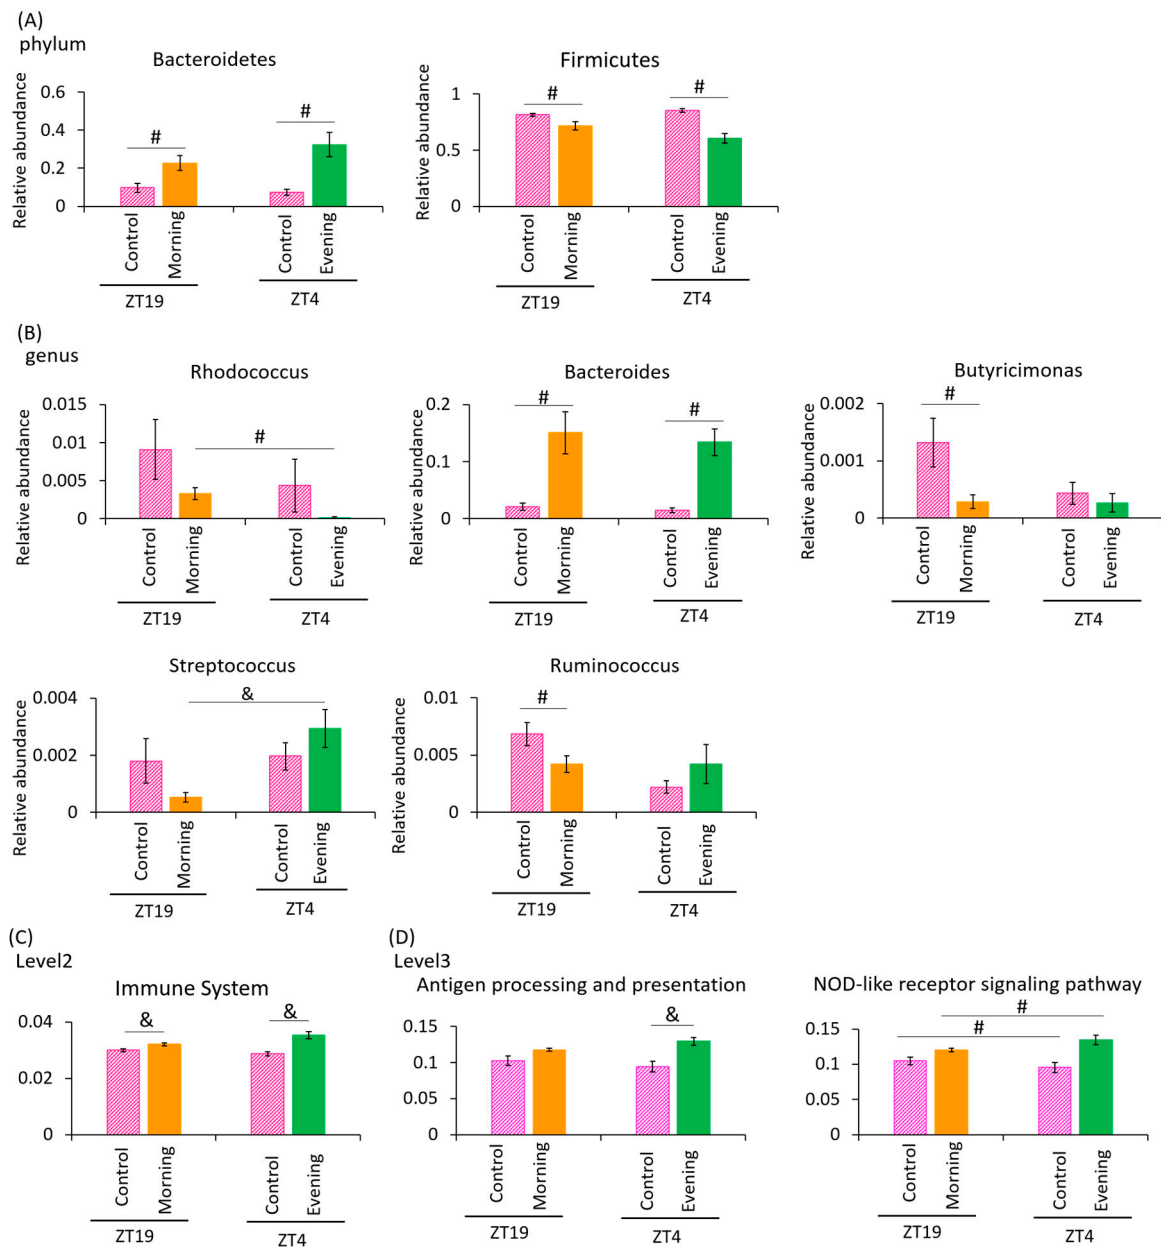 (A)
phylum
Bacteroidetes
Relative abundance
0.6
0.4
0.2
0
#
#
Control
Morning
Control
Evening
ZT19
ZT4
Firmicutes
Relative abundance
1
0.5
0
#
#
Control
Morning
Control
Evening
ZT19
ZT4
(B)
genus
Rhodococcus
Relative abundance
0.015
0.01
0.005
0
#
Control
Morning
Control
Evening
ZT19
ZT4
Bacteroides
Relative abundance
0.2
0.1
0
#
#
Control
Morning
Control
Evening
ZT19
ZT4
Butyricimonas
Relative abundance
0.002
0.001
0
#
Control
Morning
Control
Evening
ZT19
ZT4
Streptococcus
Relative abundance
0.004
0.002
0
&
Control
Morning
Control
Evening
ZT19
ZT4
Ruminococcus
Relative abundance
0.01
0.005
0
#
Control
Morning
Control
Evening
ZT19
ZT4
(C)
Level2
Immune System
0.04
0.02
0
&
&
Control
Morning
Control
Evening
ZT19
ZT4
(D)
Level3
Antigen processing and presentation
0.15
0.1
0.05
0
&
Control
Morning
Control
Evening
ZT19
ZT4
NOD-like receptor signaling pathway
0.15
0.1
0.05
0
#
#
Control
Morning
Control
Evening
ZT19
ZT4